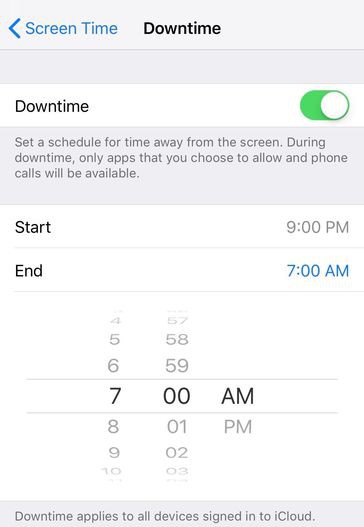 Screen Time Downtime
Downtime
Set a schedule for time away from the screen. During
downtime, only apps that you choose to allow and phone
calls will be available.
Start 9:00 PM
End 7:00 AM
4 57
5 58
6 59
7 00 AM
8 01 PM
9 02
10 03
Downtime applies to all devices signed in to iCloud.